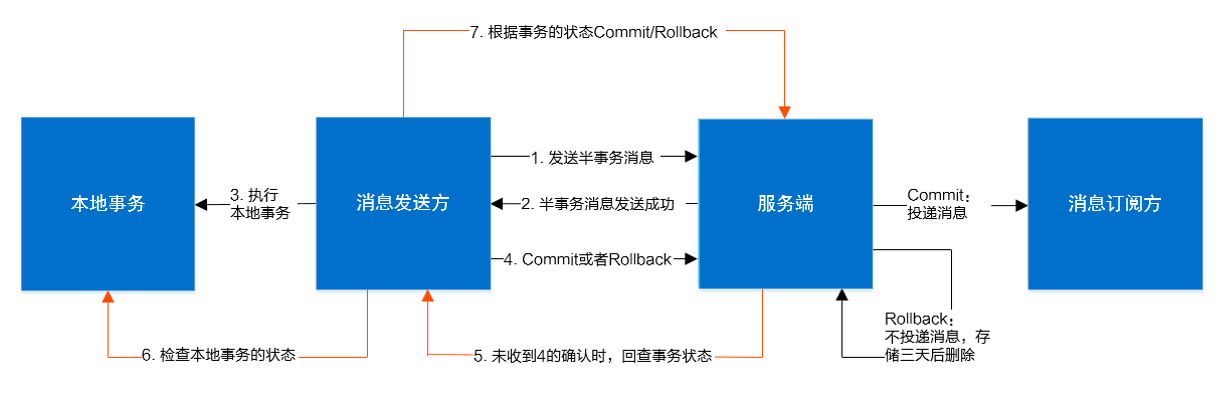 7. 根据事务的状态Commit/Rollback
本地事务
消息发送方
服务端
消息订阅方
1. 发送半事务消息
3. 执行
本地事务
2. 半事务消息发送成功
Commit：
投递消息
4. Commit或者Rollback
Rollback：
不投递消息，存
储三天后删除
6. 检查本地事务的状态
5. 未收到4的确认时，回查事务状态